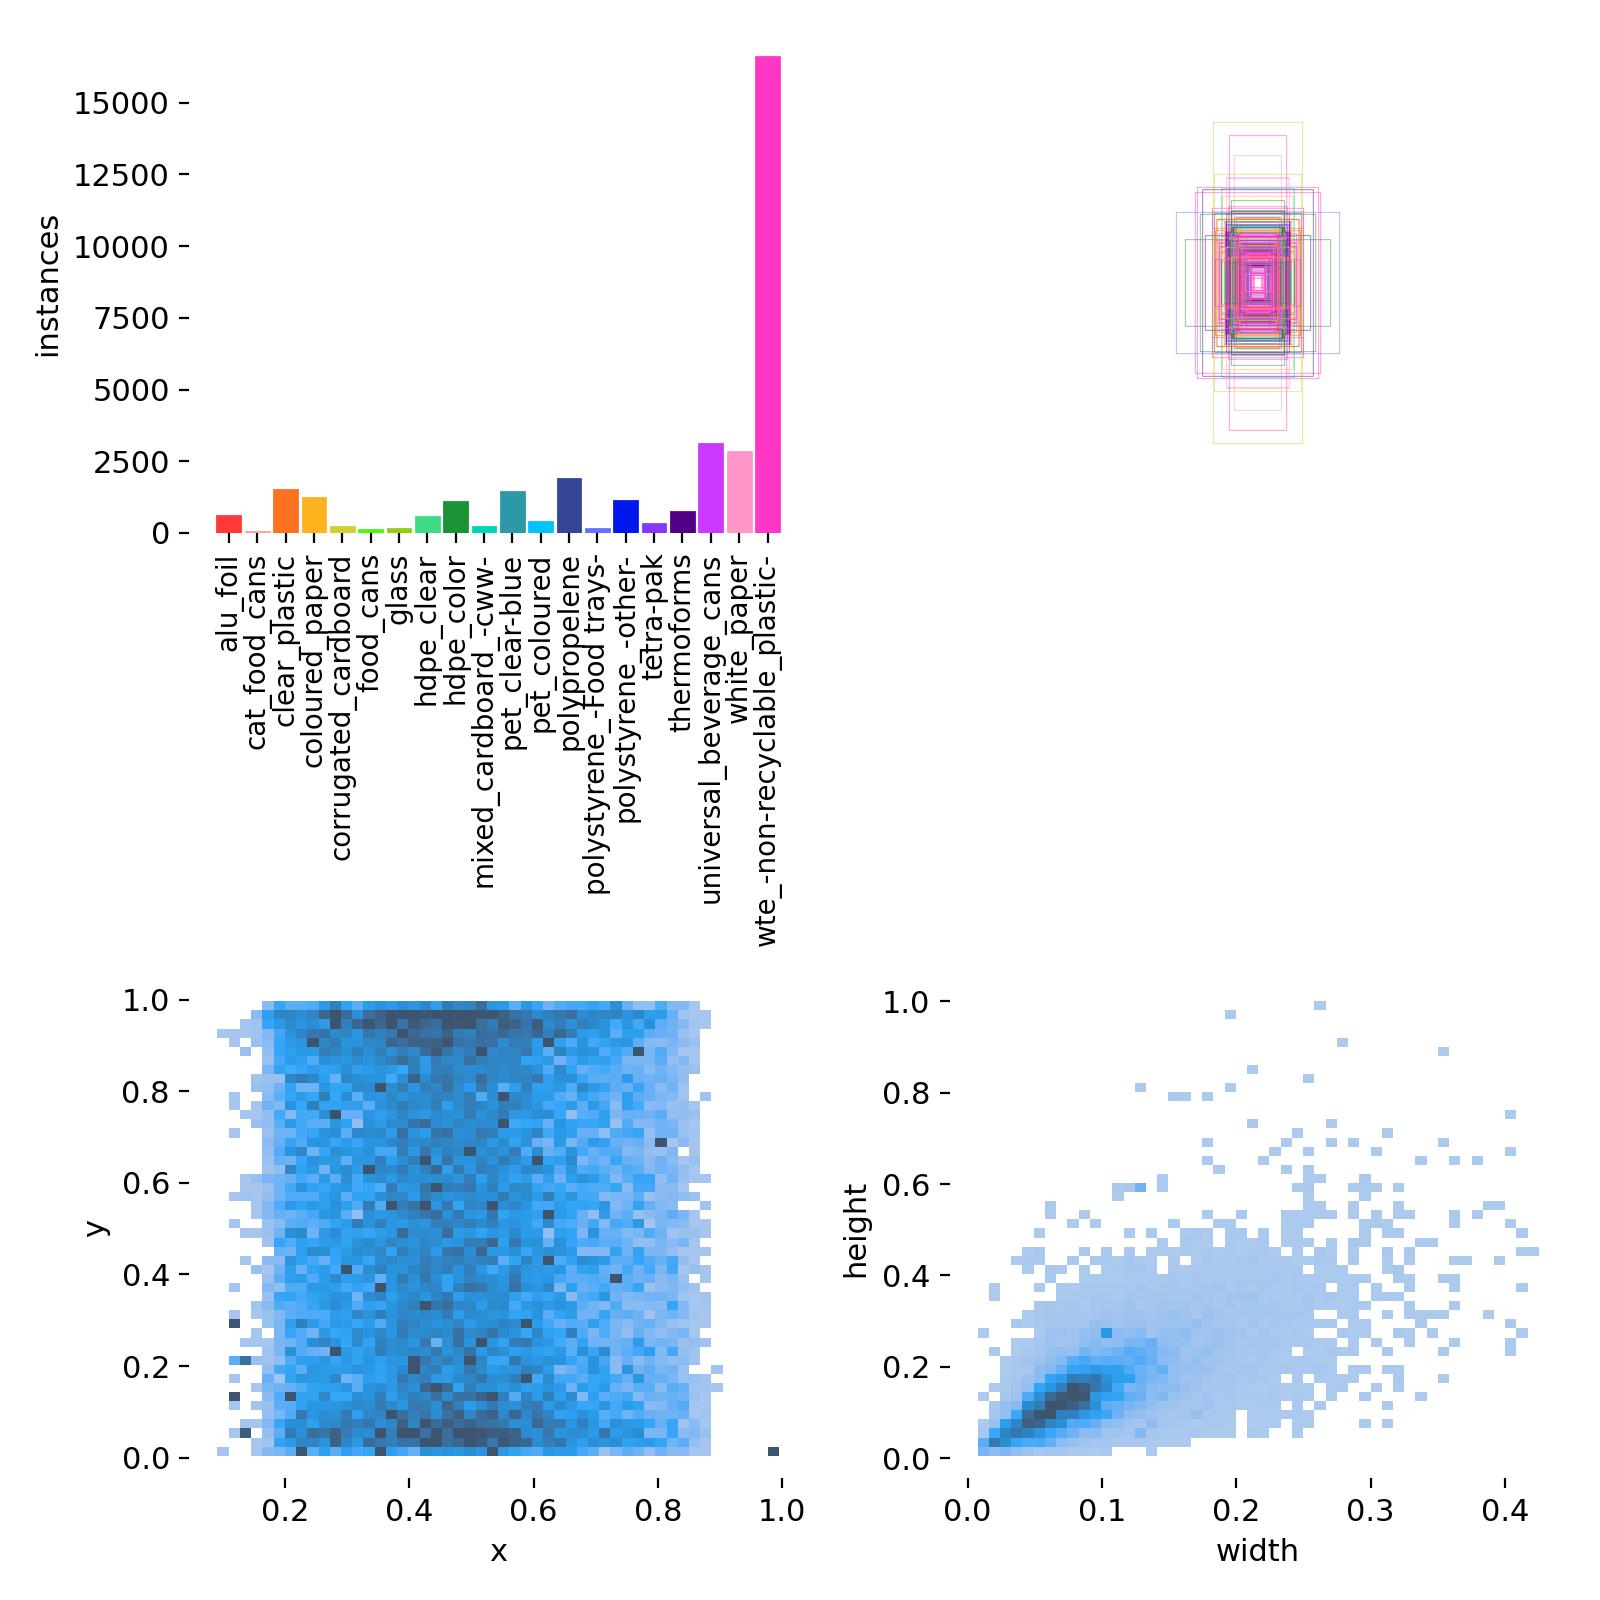 15000
12500
10000
7500
5000
2500
0
instances
alu_foil
cat_food_cans
clear_plastic
coloured_paper
corrugated_cardboard
food_cans
glass
hdpe_clear
hdpe_color
mixed_cardboard_-cww-
pet_clear-blue
pet_coloured
polypropelene
polystyrene_-Food trays-
polystyrene_-other-
tetra-pak
thermoforms
universal_beverage_cans
white_paper
wte_-non-recyclable_plastic-
1.0
0.8
0.6
0.4
0.2
0.0
y
0.2 0.4 0.6 0.8 1.0
x
1.0
0.8
0.6
0.4
0.2
0.0
height
0.0 0.1 0.2 0.3 0.4
width